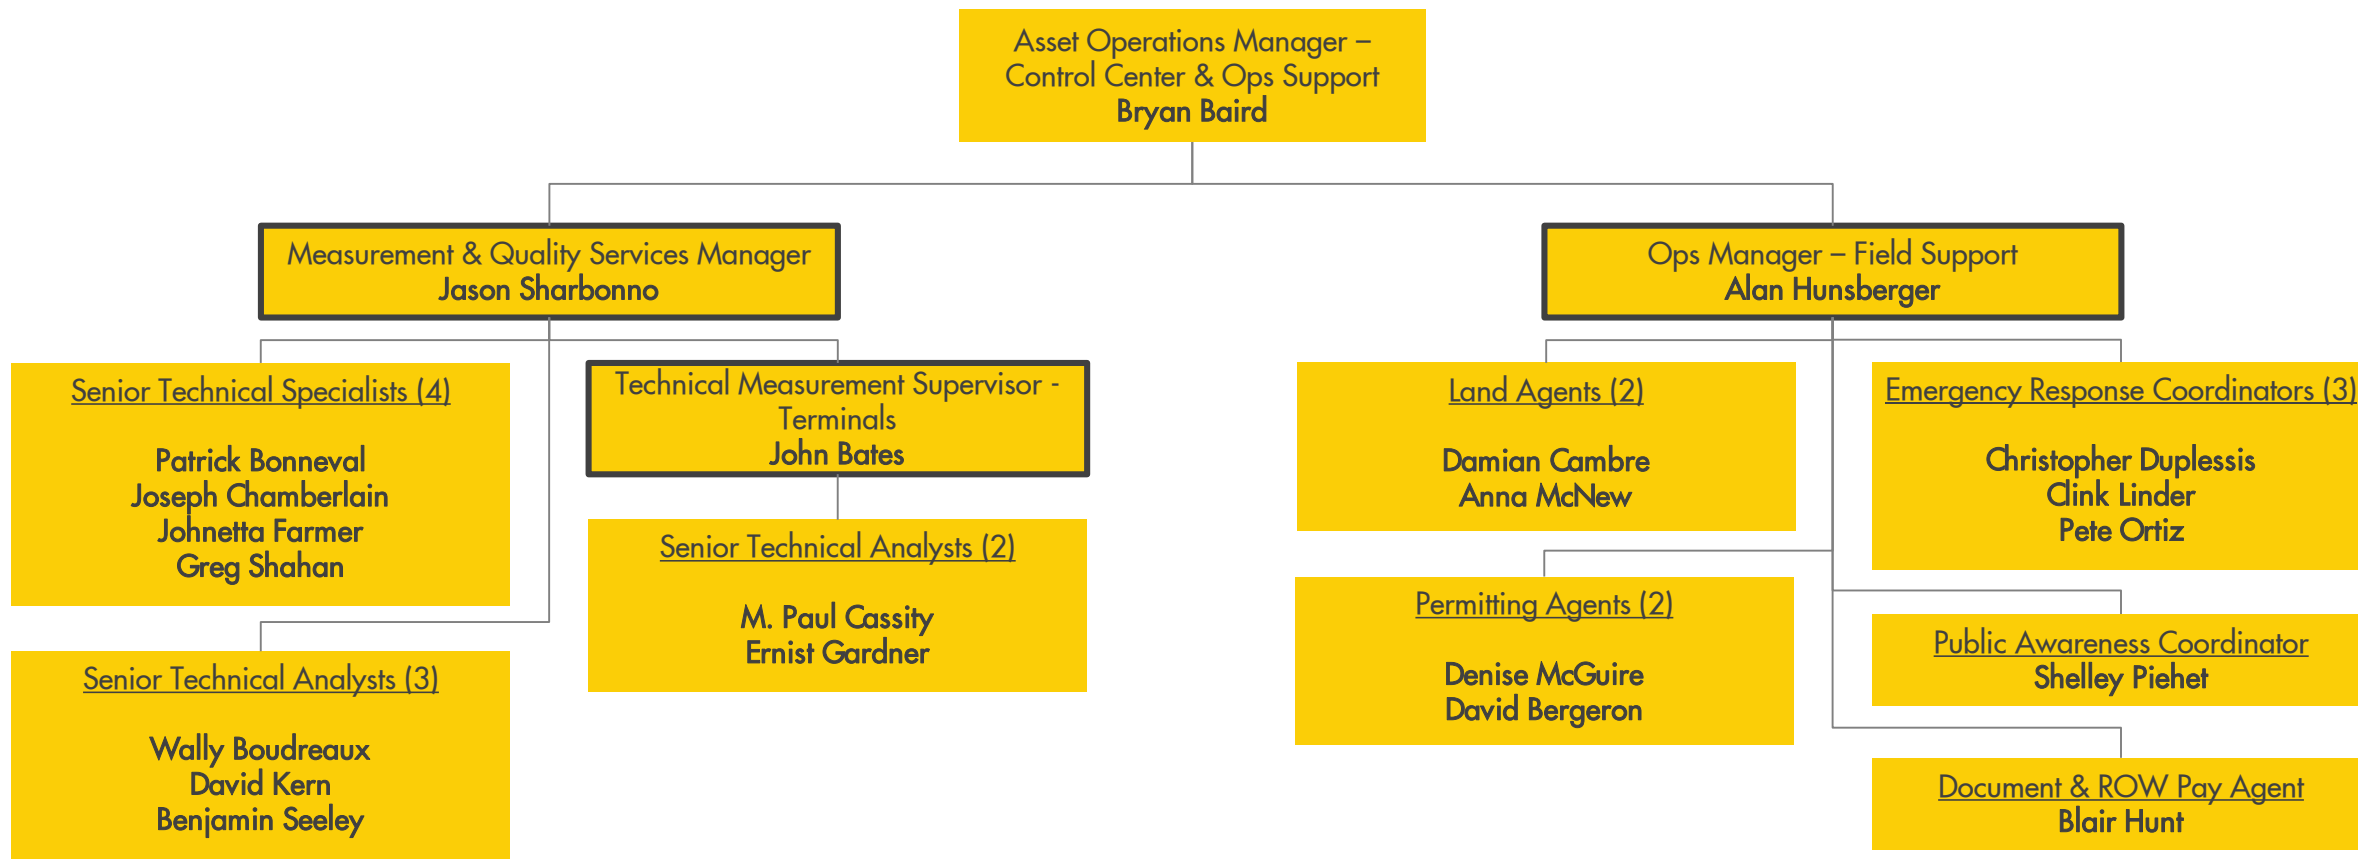 Asset Operations Manager –
Control Center & Ops Support
Bryan Baird
Measurement & Quality Services Manager
Jason Sharbonno
Ops Manager – Field Support
Alan Hunsberger
Senior Technical Specialists (4)
Patrick Bonneval
Joseph Chamberlain
Johnetta Farmer
Greg Shahan
Technical Measurement Supervisor -
Terminals
John Bates
Senior Technical Analysts (2)
M. Paul Cassity
Ernist Gardner
Senior Technical Analysts (3)
Wally Boudreaux
David Kern
Benjamin Seeley
Land Agents (2)
Damian Cambre
Anna McNew
Emergency Response Coordinators (3)
Christopher Duplessis
Clink Linder
Pete Ortiz
Permitting Agents (2)
Denise McGuire
David Bergeron
Public Awareness Coordinator
Shelley Piehet
Document & ROW Pay Agent
Blair Hunt